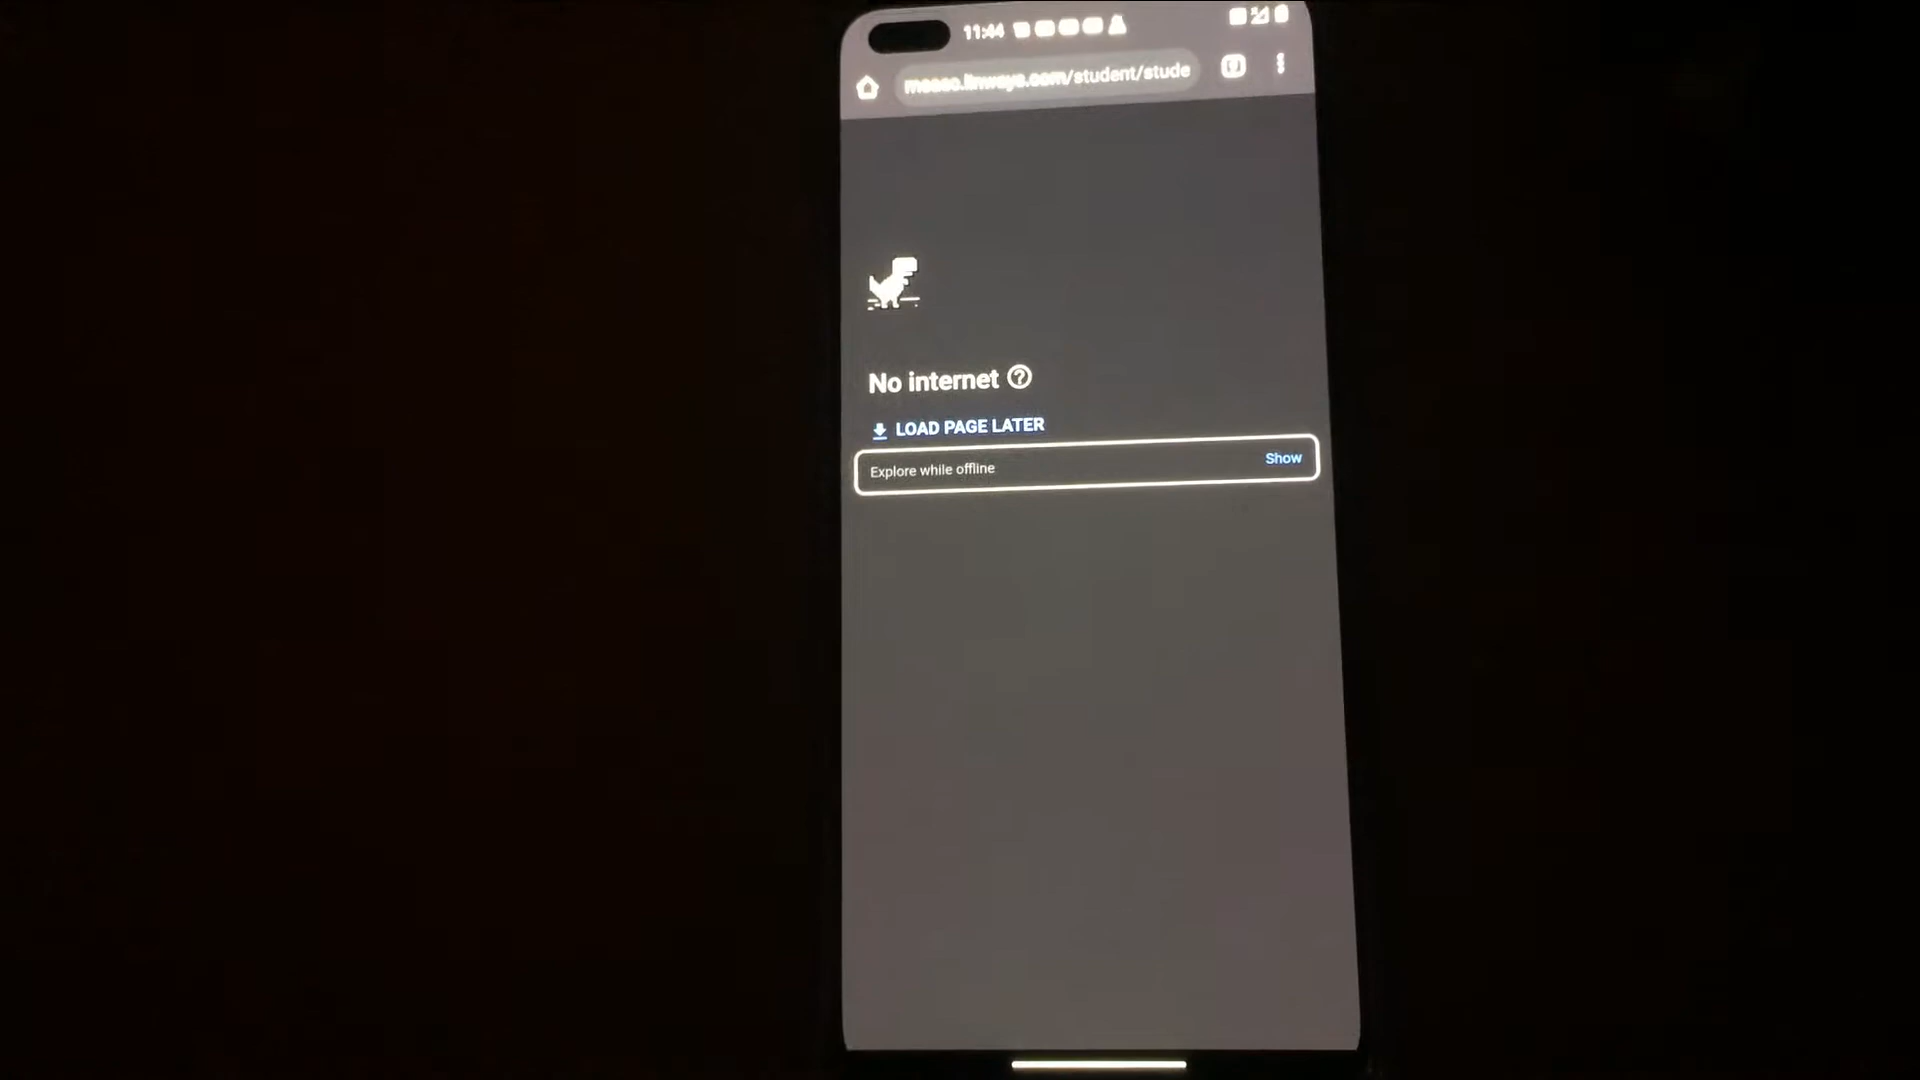 11:44
/student/stude
No internet
LOAD PAGE LATER
Explore while offline
Show